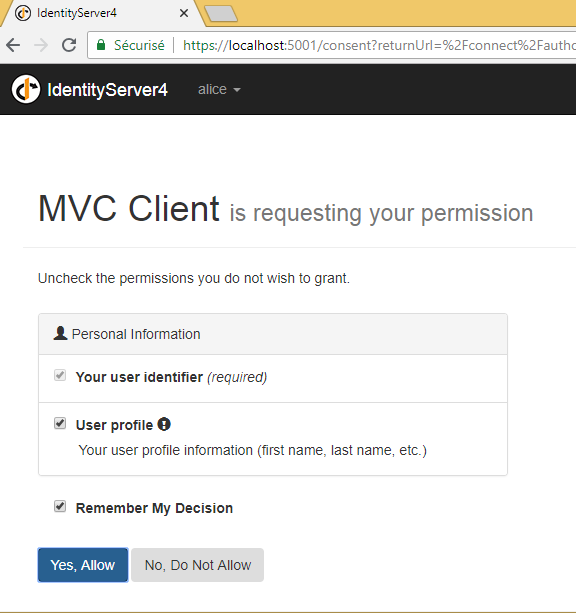 IdentityServer4
Sécurisé https://localhost:5001/consent?returnUrl=%2Fconnect%2Fautho
IdentityServer4 alice
MVC Client is requesting your permission
Uncheck the permissions you do not wish to grant.
Personal Information
Your user identifier (required)
User profile
Your user profile information (first name, last name, etc.)
Remember My Decision
Yes, Allow No, Do Not Allow